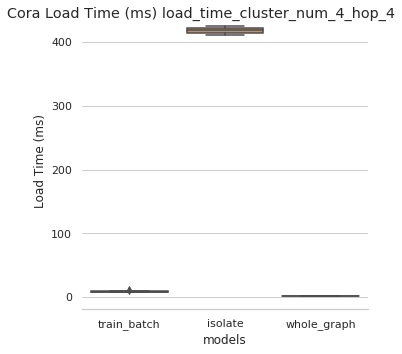 Cora Load Time (ms) load_time_cluster_num_4_hop_4
400
300
200
100
0
Load Time (ms)
train_batch
isolate
whole_graph
models